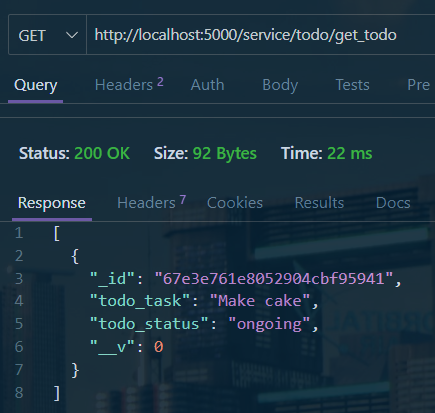 GET http://localhost:5000/service/todo/get_todo
Query Headers 2 Auth Body Tests Pre
Status: 200 OK Size: 92 Bytes Time: 22 ms
Response Headers 7 Cookies Results Docs
1 [
2 {
3 "_id": "67e3e761e8052904cbf95941",
4 "todo_task": "Make cake",
5 "todo_status": "ongoing",
6 "__v": 0
7 }
8 ]